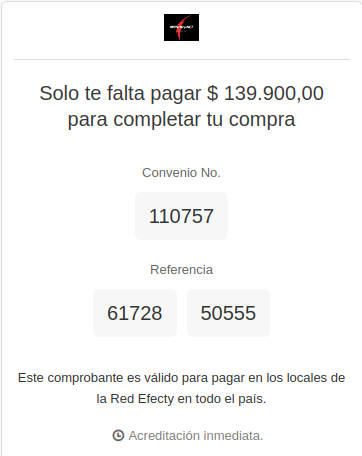 Solo te falta pagar $ 139.900,00
para completar tu compra
Convenio No.
110757
Referencia
61728 50555
Este comprobante es válido para pagar en los locales de
la Red Efecty en todo el país.
Acreditación inmediata.